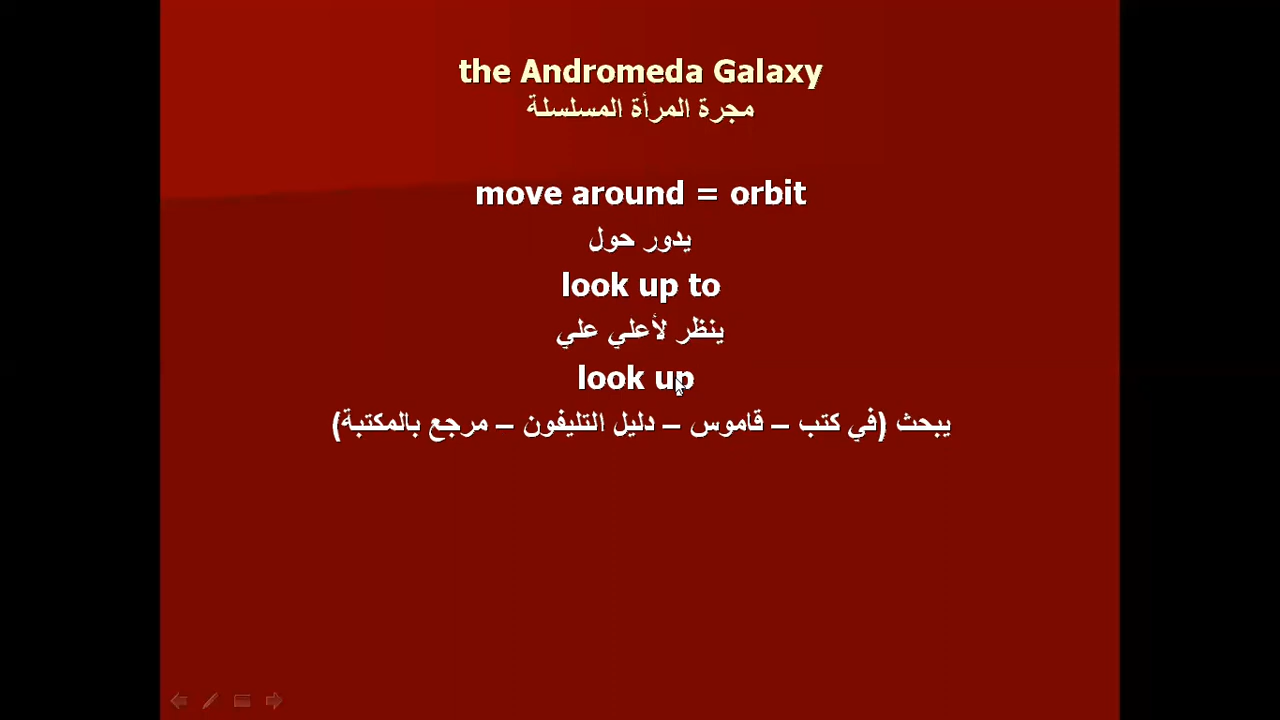 the Andromeda Galaxy
مجرة المرأة المسلسلة
move around = orbit
يدور حول
look up to
ينظر لأعلي علي
look up
يبحث (في كتب – قاموس – دليل التليفون – مرجع بالمكتبة)